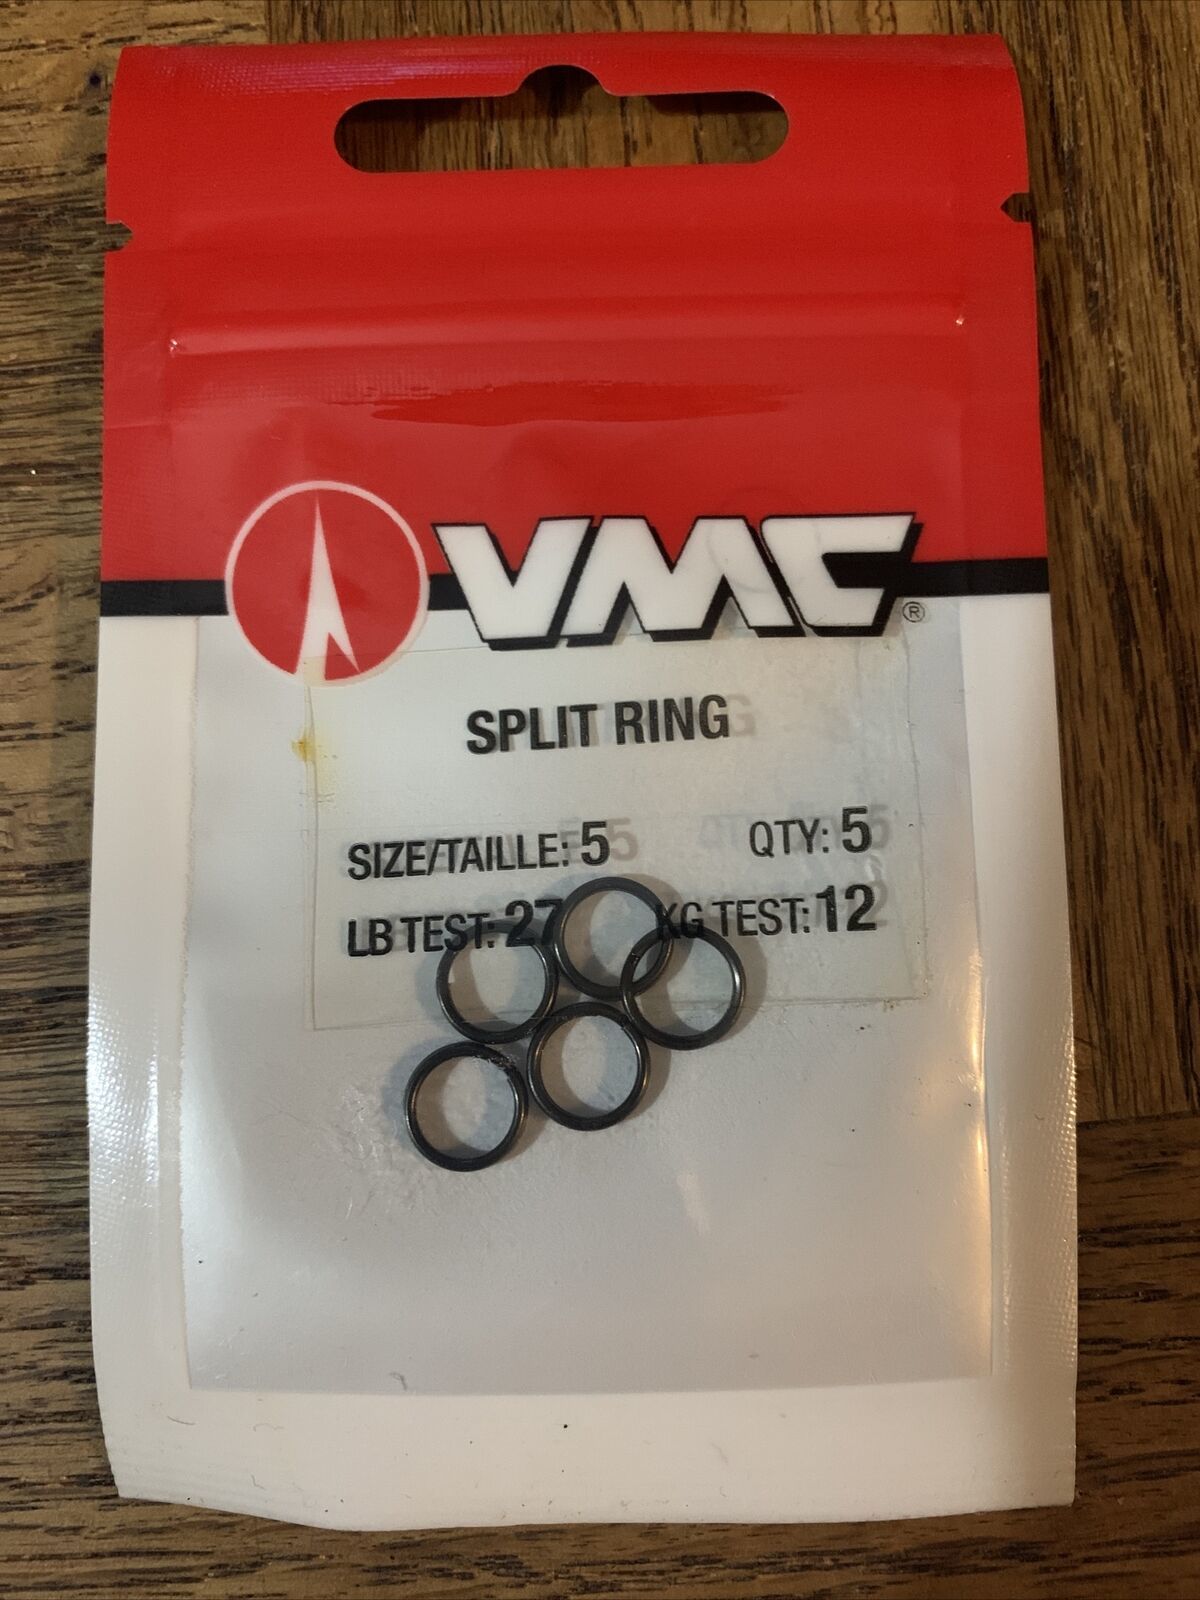 VMC®
SPLIT RING
SIZE/TAILLE: 5 QTY: 5
LB TEST: 27 KG TEST: 12